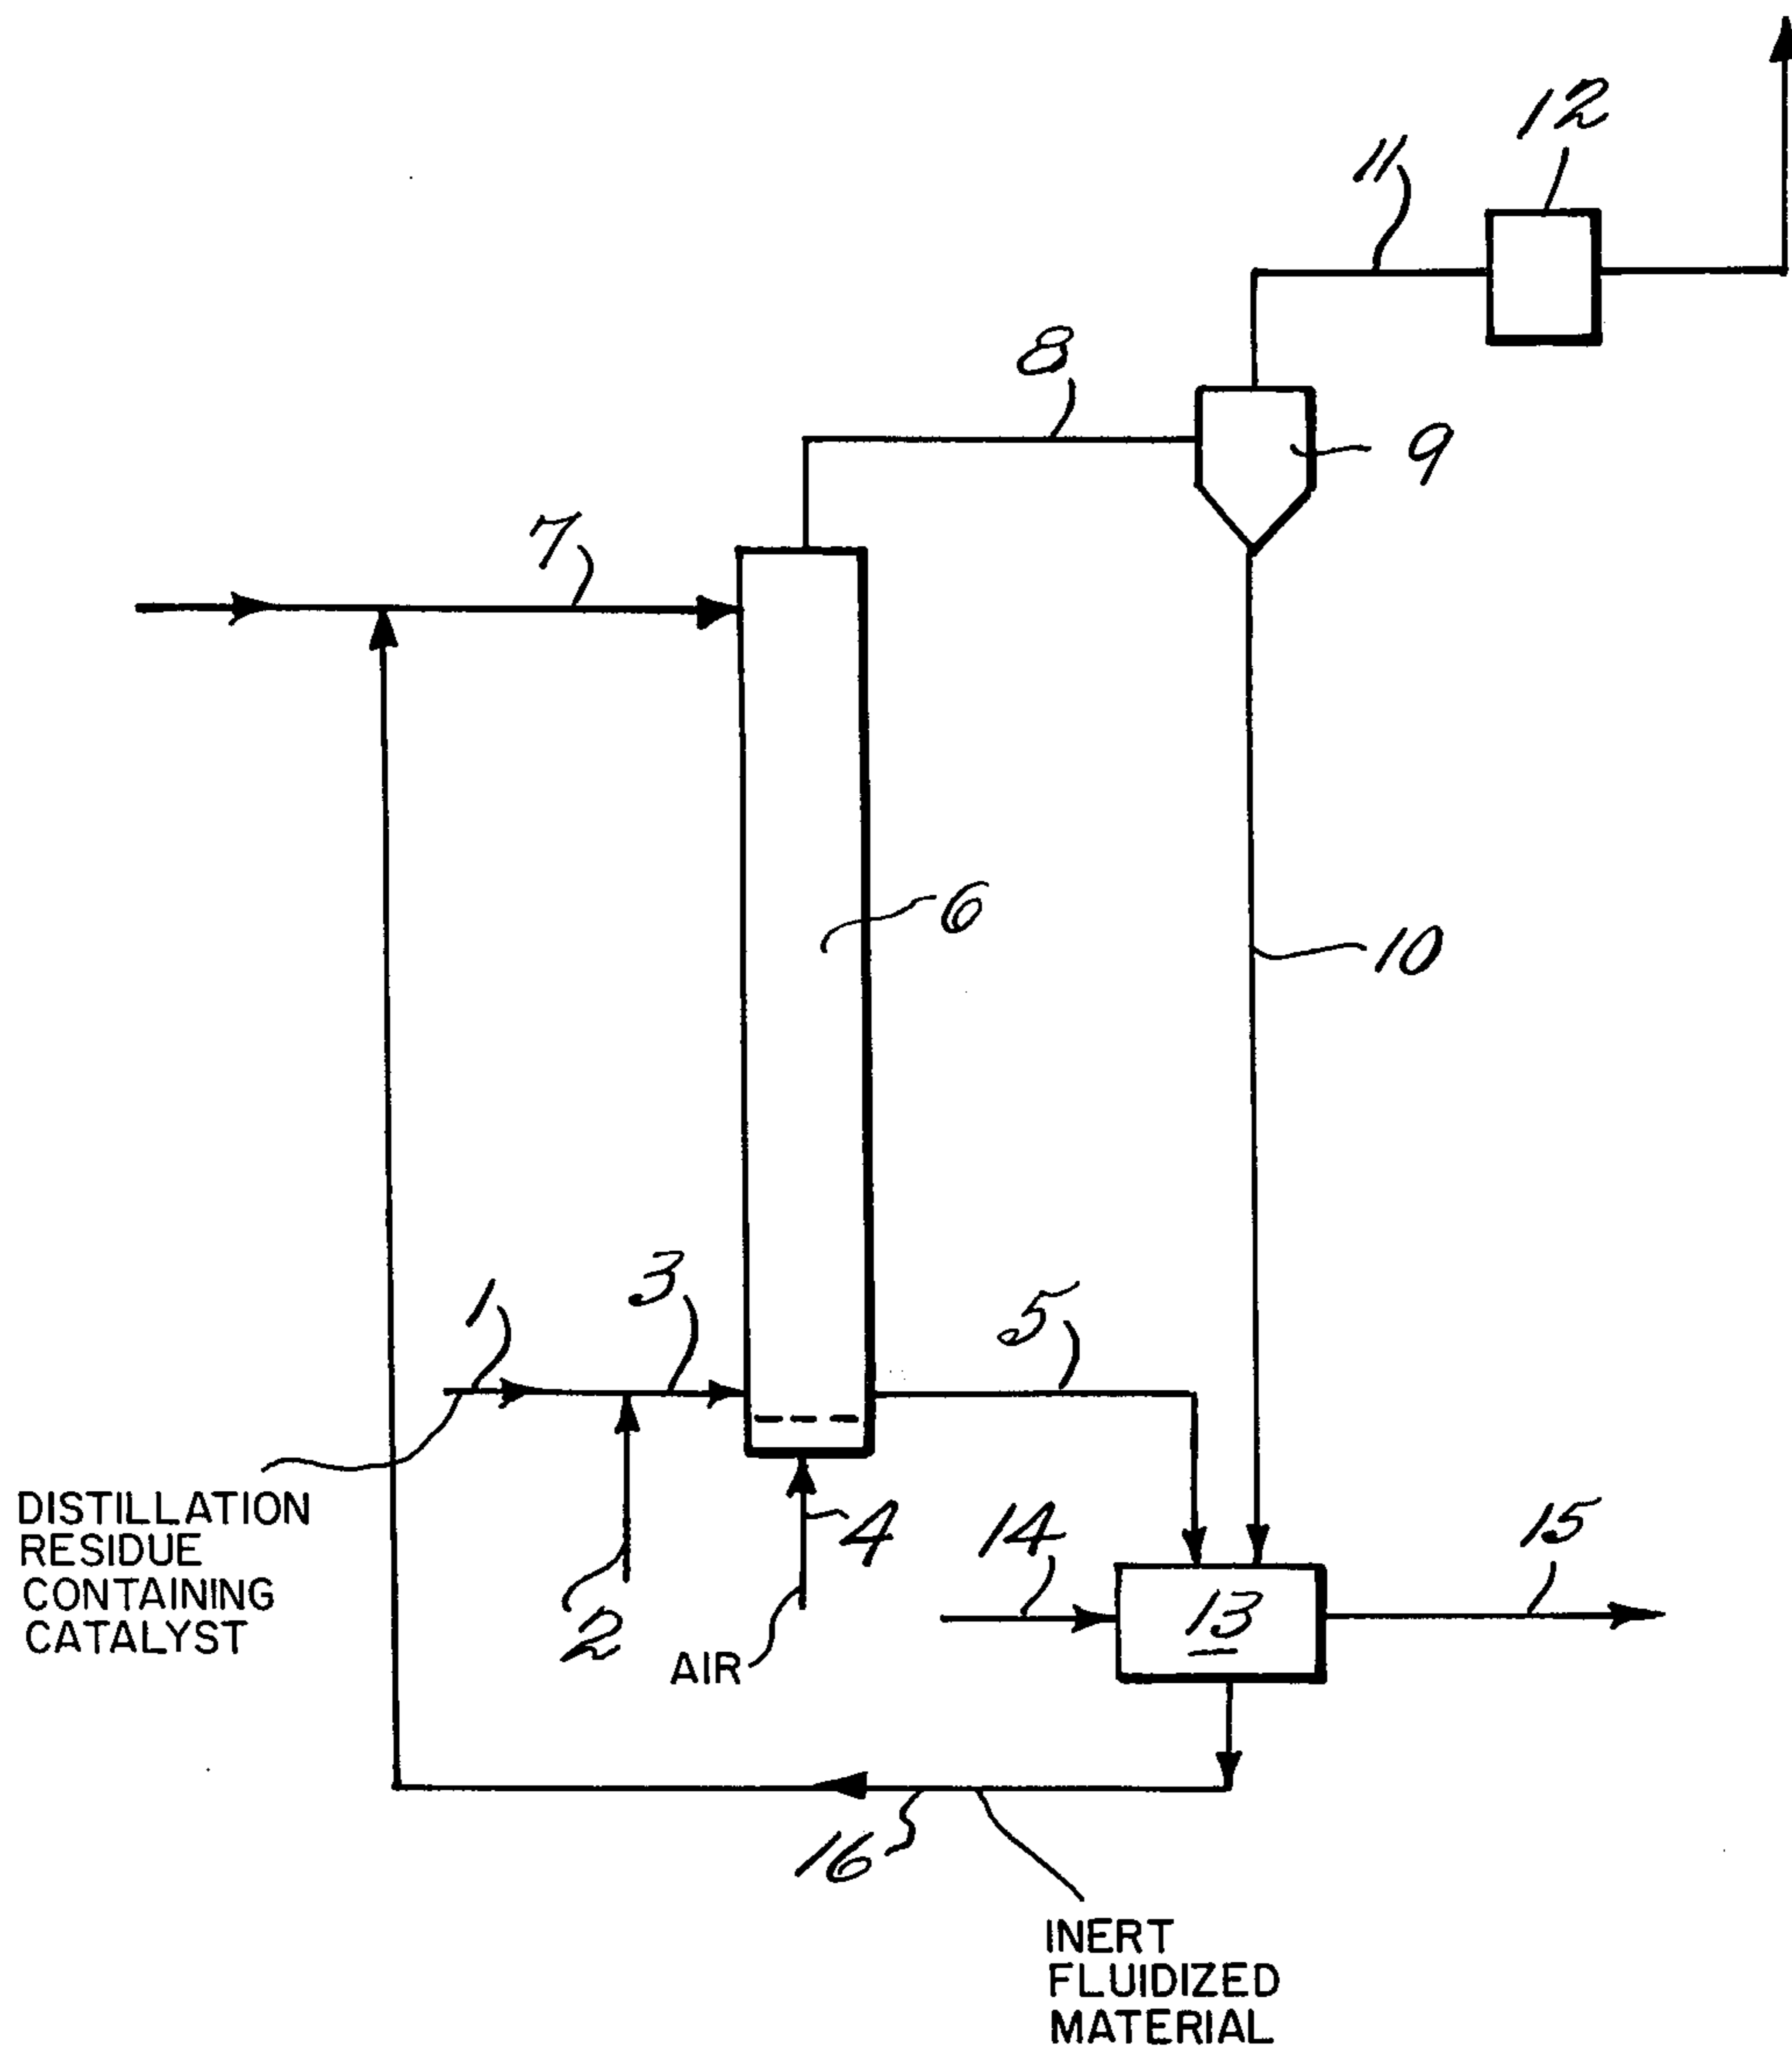 12
11
8
9
7
6
10
3
1
5
DISTILLATION
RESIDUE
CONTAINING
CATALYST
2
4
AIR
14
13
15
16
INERT
FLUIDIZED
MATERIAL